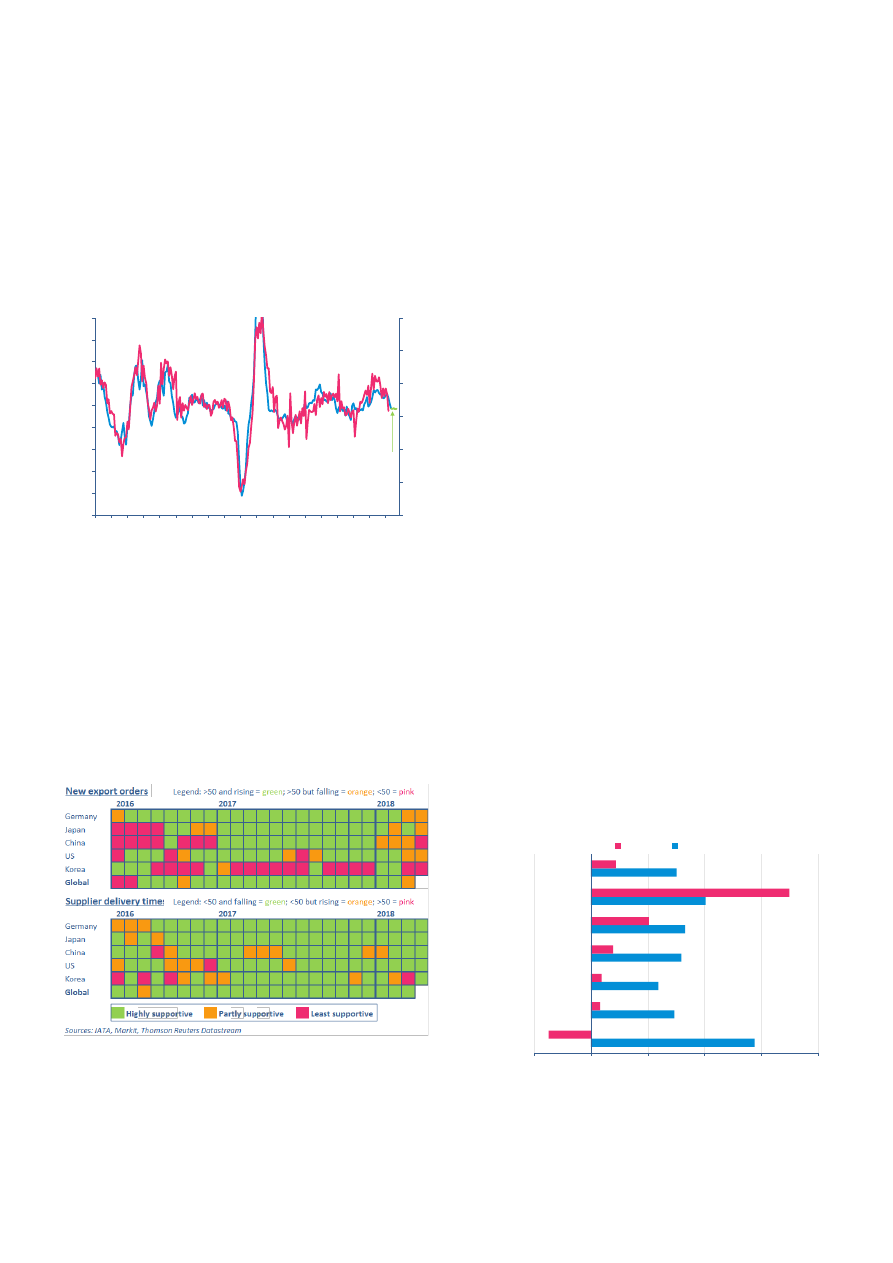 New export orders
Legend: >50 and rising = green; >50 but falling = orange; <50 = pink
2016 2017 2018
Germany
Japan
China
US
Korea
Global
Supplier delivery times
Legend: <50 and falling = green; <50 but rising = orange; >50 = pink
2016 2017 2018
Germany
Japan
China
US
Korea
Global
Highly supportive Partly supportive Least supportive
Sources: IATA, Markit, Thomson Reuters Datastream